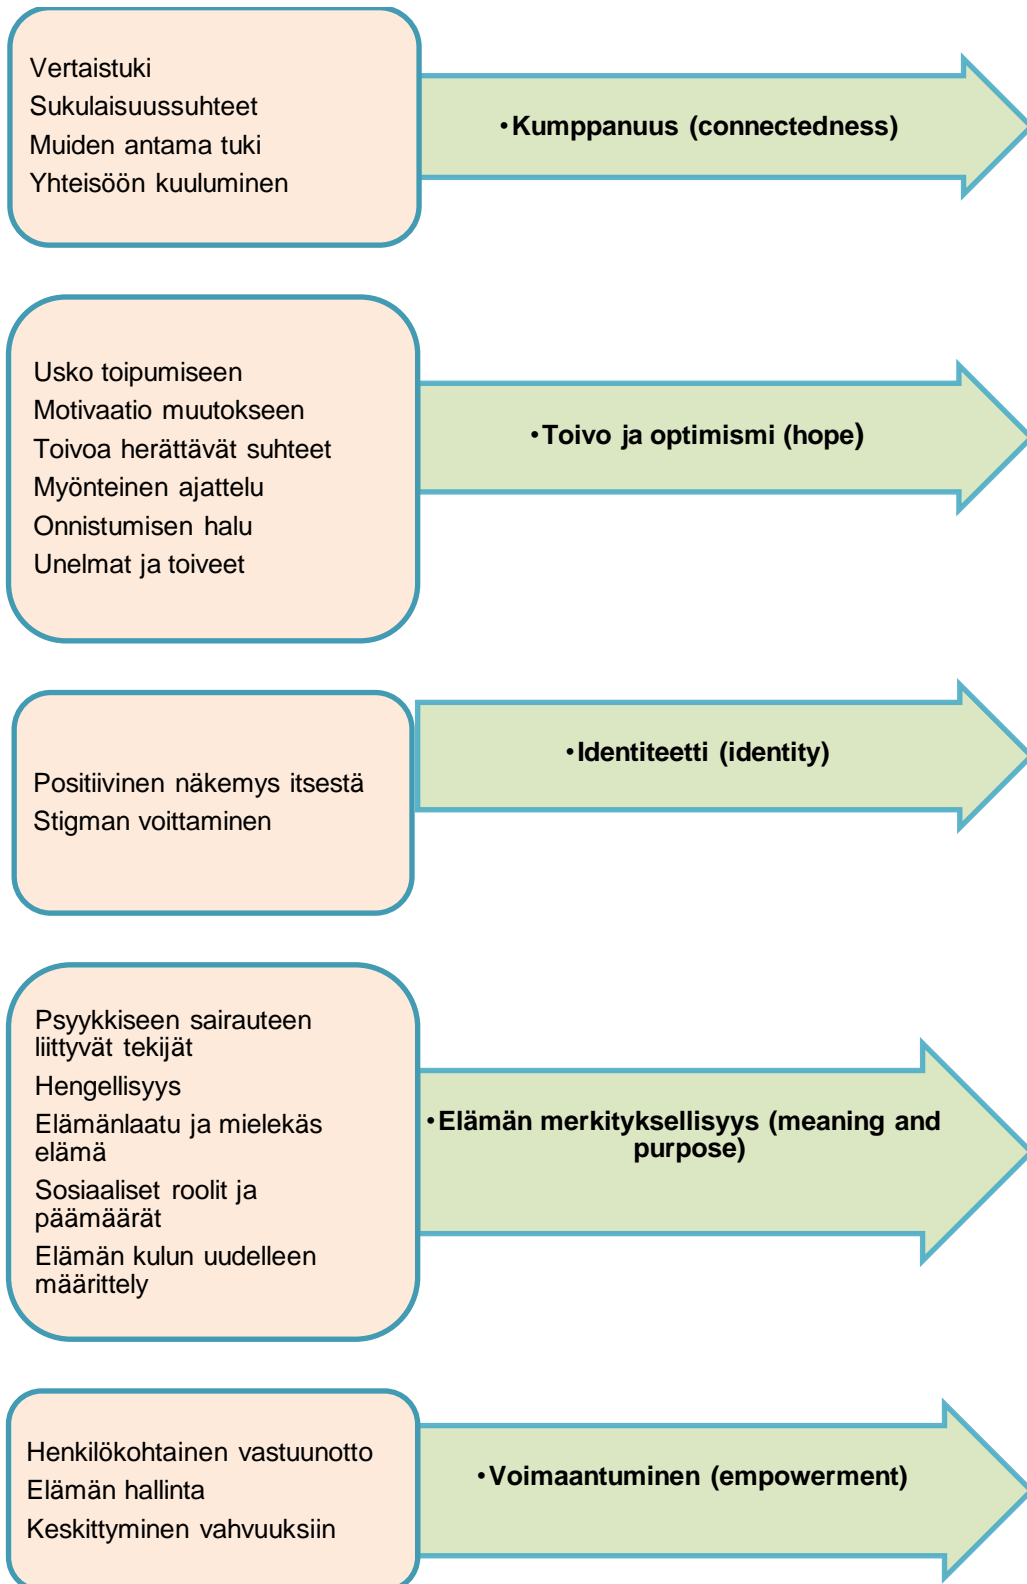 Vertaistuki
Sukulaisuussuhteet
Muiden antama tuki
Yhteisöön kuuluminen
•Kumppanuus (connectedness)
Usko toipumiseen
Motivaatio muutokseen
Toivoa herättävät suhteet
Myönteinen ajattelu
Onnistumisen halu
Unelmat ja toiveet
•Toivo ja optimismi (hope)
Positiivinen näkemys itsestä
Stigman voittaminen
•Identiteetti (identity)
Psyykkiseen sairauteen
liittyvät tekijät
Hengellisyys
Elämänlaatu ja mielekäs
elämä
Sosiaaliset roolit ja
päämäärät
Elämän kulun uudelleen
määrittely
•Elämän merkityksellisyys (meaning and
purpose)
Henkilökohtainen vastuunotto
Elämän hallinta
Keskittyminen vahvuuksiin
•Voimaantuminen (empowerment)